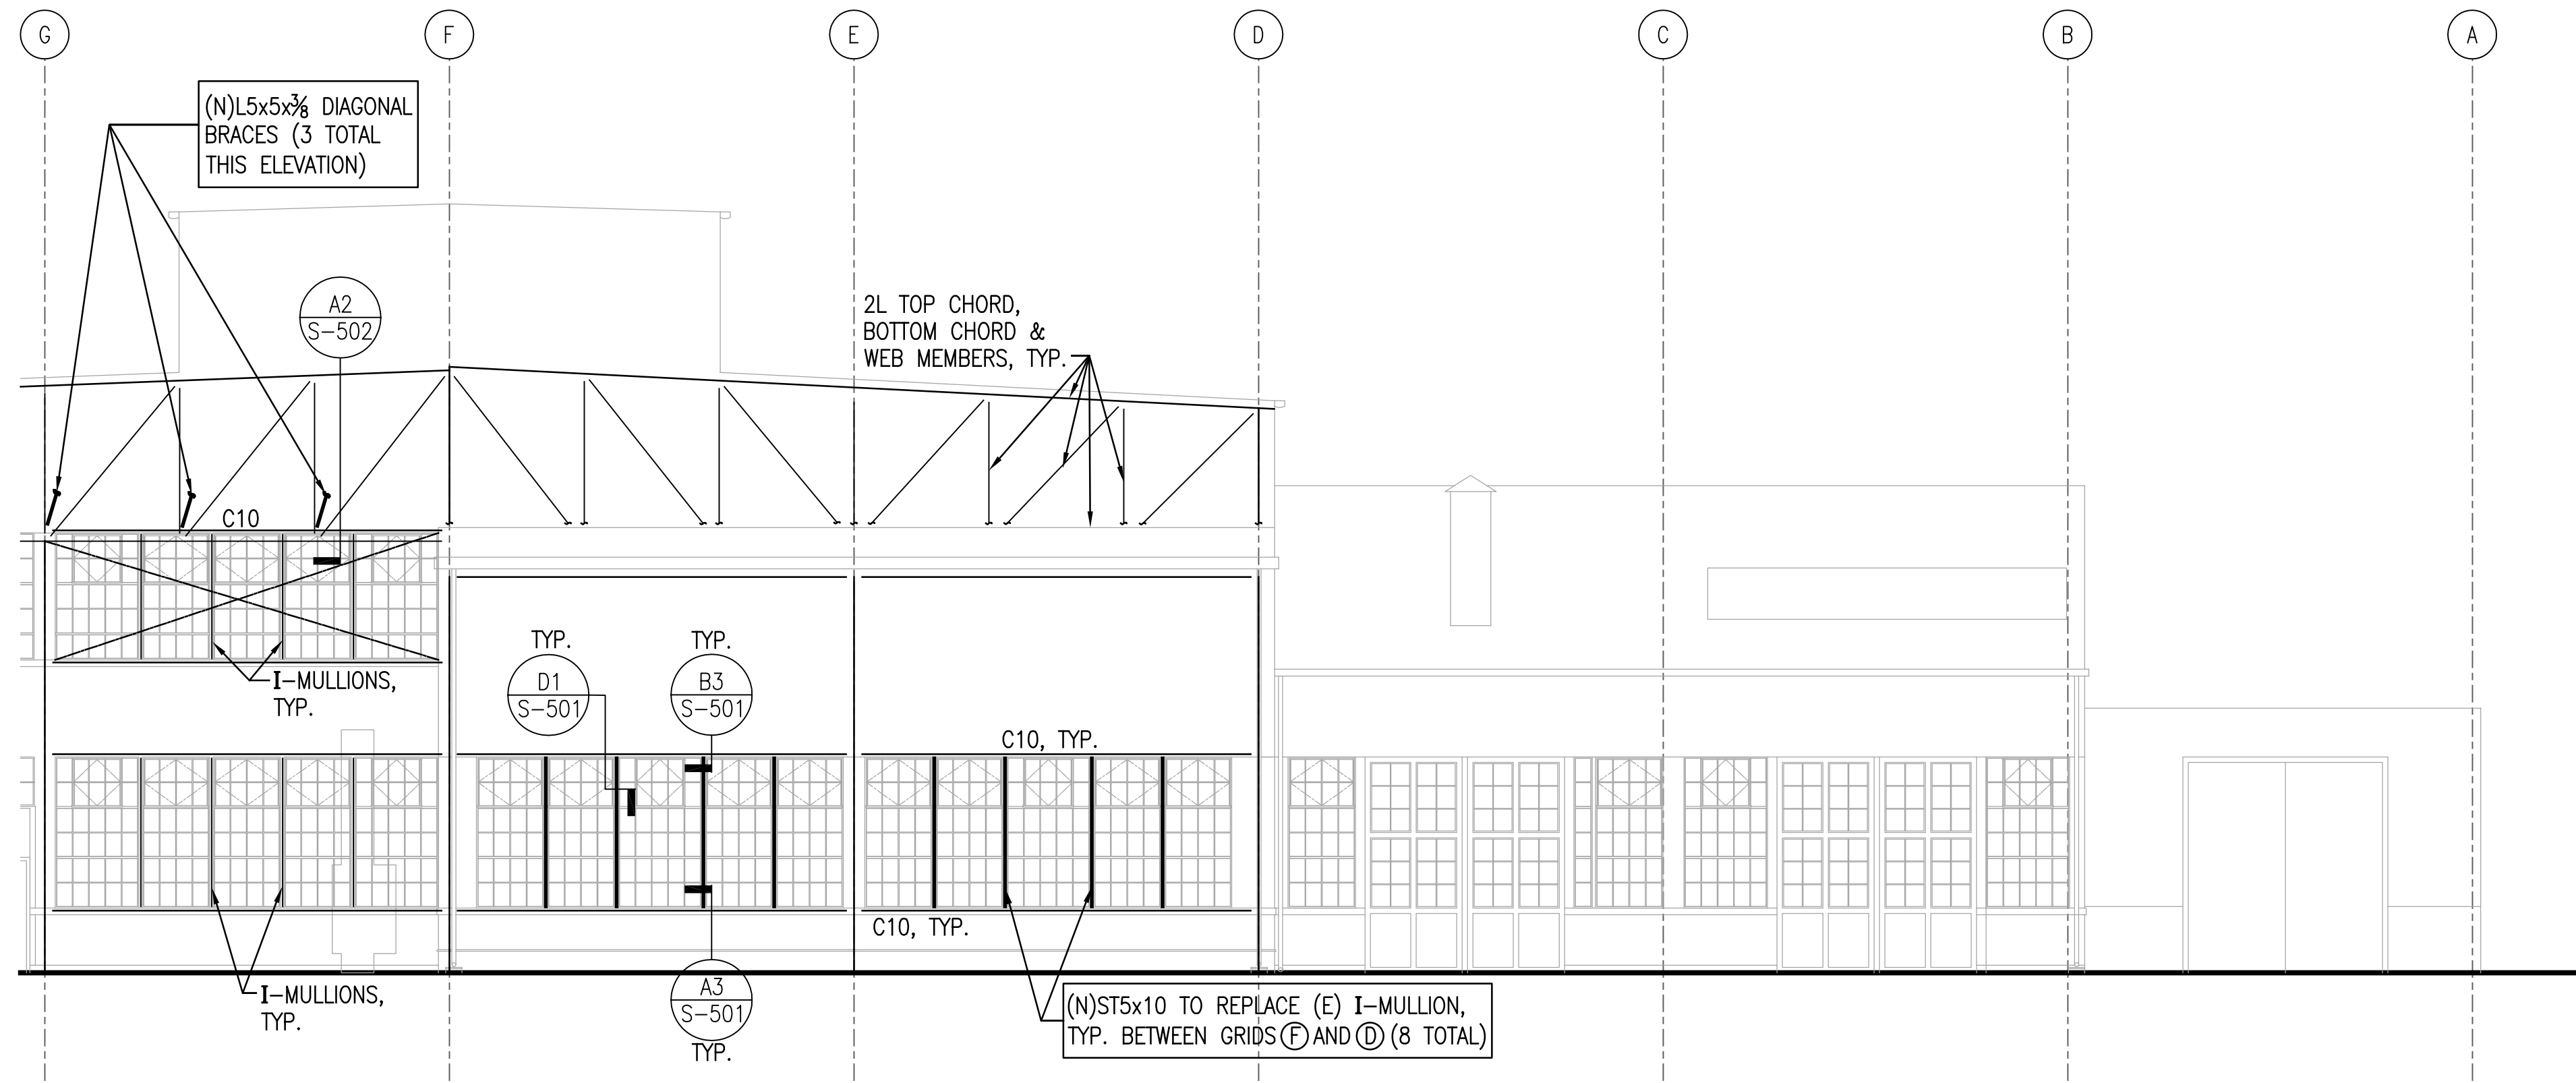 G
F
E
D
C
B
A
(N)L5x5x⅜ DIAGONAL
BRACES (3 TOTAL
THIS ELEVATION)
A2
S-502
2L TOP CHORD,
BOTTOM CHORD &
WEB MEMBERS, TYP.
C10
I-MULLIONS,
TYP.
TYP.
D1
S-501
TYP.
B3
S-501
C10, TYP.
C10, TYP.
I-MULLIONS,
TYP.
A3
S-501
TYP.
(N)ST5x10 TO REPLACE (E) I-MULLION,
TYP. BETWEEN GRIDS F AND D (8 TOTAL)